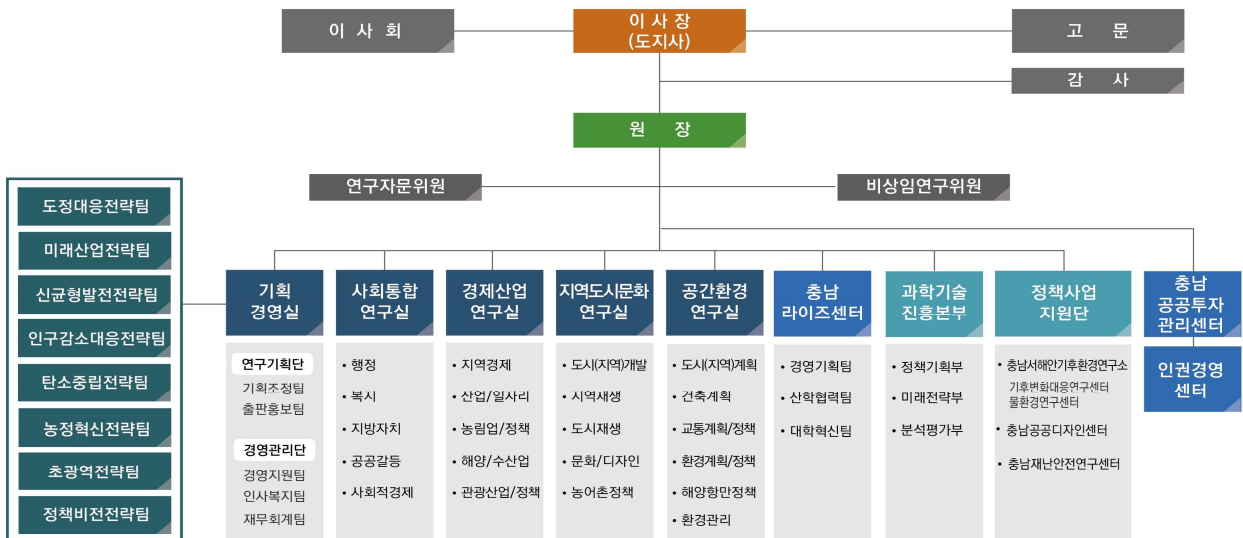 이 사 회
이 사 장
(도지사)
고 문
감 사
원 장
연구자문위원
비상임연구위원
도정대응전략팀
미래산업전략팀
신균형발전전략팀
인구감소대응전략팀
탄소중립전략팀
농정혁신전략팀
초광역전략팀
정책비전전략팀
기획
경영실
연구기획단
기획조정팀
출판홍보팀
경영관리단
경영지원팀
인사복지팀
재무회계팀
사회통합
연구실
• 행정
• 복지
• 지방자치
• 공공갈등
• 사회적경제
경제산업
연구실
• 지역경제
• 산업/일사리
• 농림업/정책
• 해양/수산업
• 관광산업/정책
지역도시문화
연구실
• 도시(지역)개발
• 지역재생
• 도시재생
• 문화/디자인
• 농어촌정책
공간환경
연구실
• 도시(지역)계획
• 건축계획
• 교통계획/정책
• 환경계획/정책
• 해양항만정책
• 환경관리
충남
라이즈센터
• 경영기획팀
• 산학협력팀
• 대학혁신팀
과학기술
진흥본부
• 정책기획부
• 미래전략부
• 분석평가부
정책사업
지원단
• 충남서해안기후환경연구소
기후변화대응연구센터
물환경연구센터
• 충남공공디자인센터
• 충남재난안전연구센터
충남
공공투자
관리센터
인권경영
센터